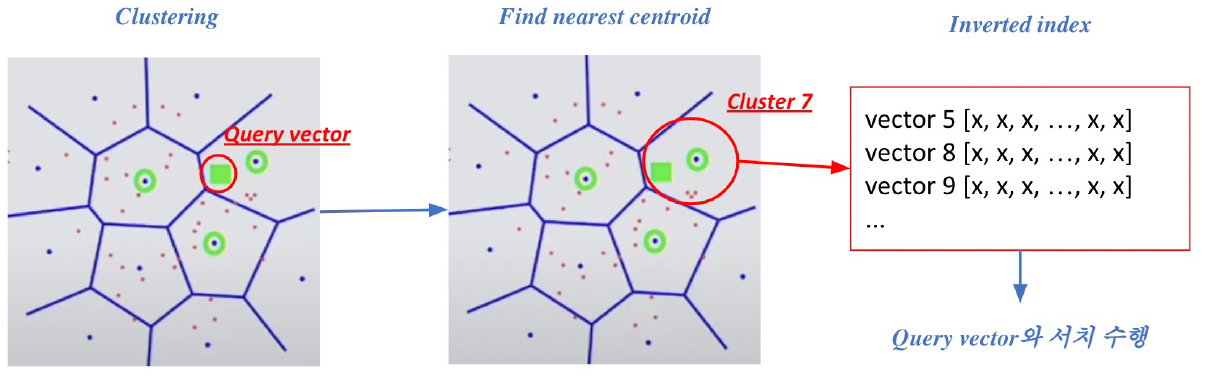 Clustering
Find nearest centroid
Inverted index
Query vector
Cluster 7
vector 5 [x, x, x, …, x, x]
vector 8 [x, x, x, …, x, x]
vector 9 [x, x, x, …, x, x]
...
Query vector와 서치 수행